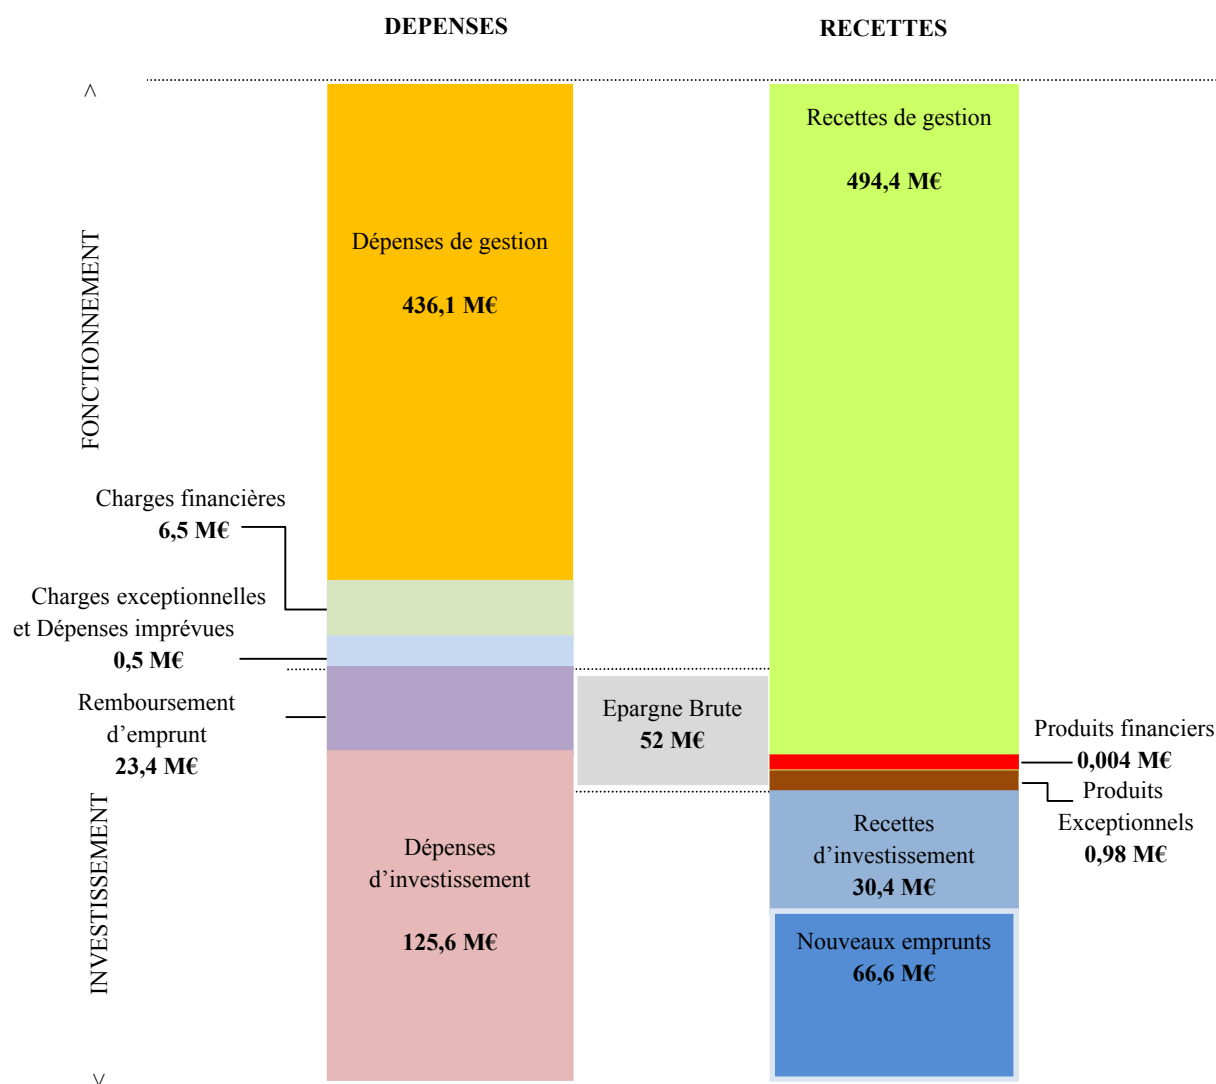 DEPENSES
RECETTES
FONCTIONNEMENT
Recettes de gestion
494,4 M€
Dépenses de gestion
436,1 M€
Charges financières
6,5 M€
Charges exceptionnelles
et Dépenses imprévues
0,5 M€
Remboursement
d’emprunt
23,4 M€
Epargne Brute
52 M€
Produits financiers
0,004 M€
Produits
Exceptionnels
0,98 M€
INVESTISSEMENT
Dépenses
d’investissement
125,6 M€
Recettes
d’investissement
30,4 M€
Nouveaux emprunts
66,6 M€